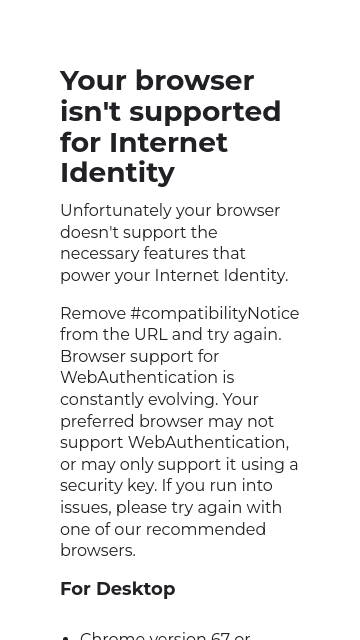 Your browser
isn't supported
for Internet
Identity
Unfortunately your browser
doesn't support the
necessary features that
power your Internet Identity.
Remove #compatibilityNotice
from the URL and try again.
Browser support for
WebAuthentication is
constantly evolving. Your
preferred browser may not
support WebAuthentication,
or may only support it using a
security key. If you run into
issues, please try again with
one of our recommended
browsers.
For Desktop
• Chrome version 67 or